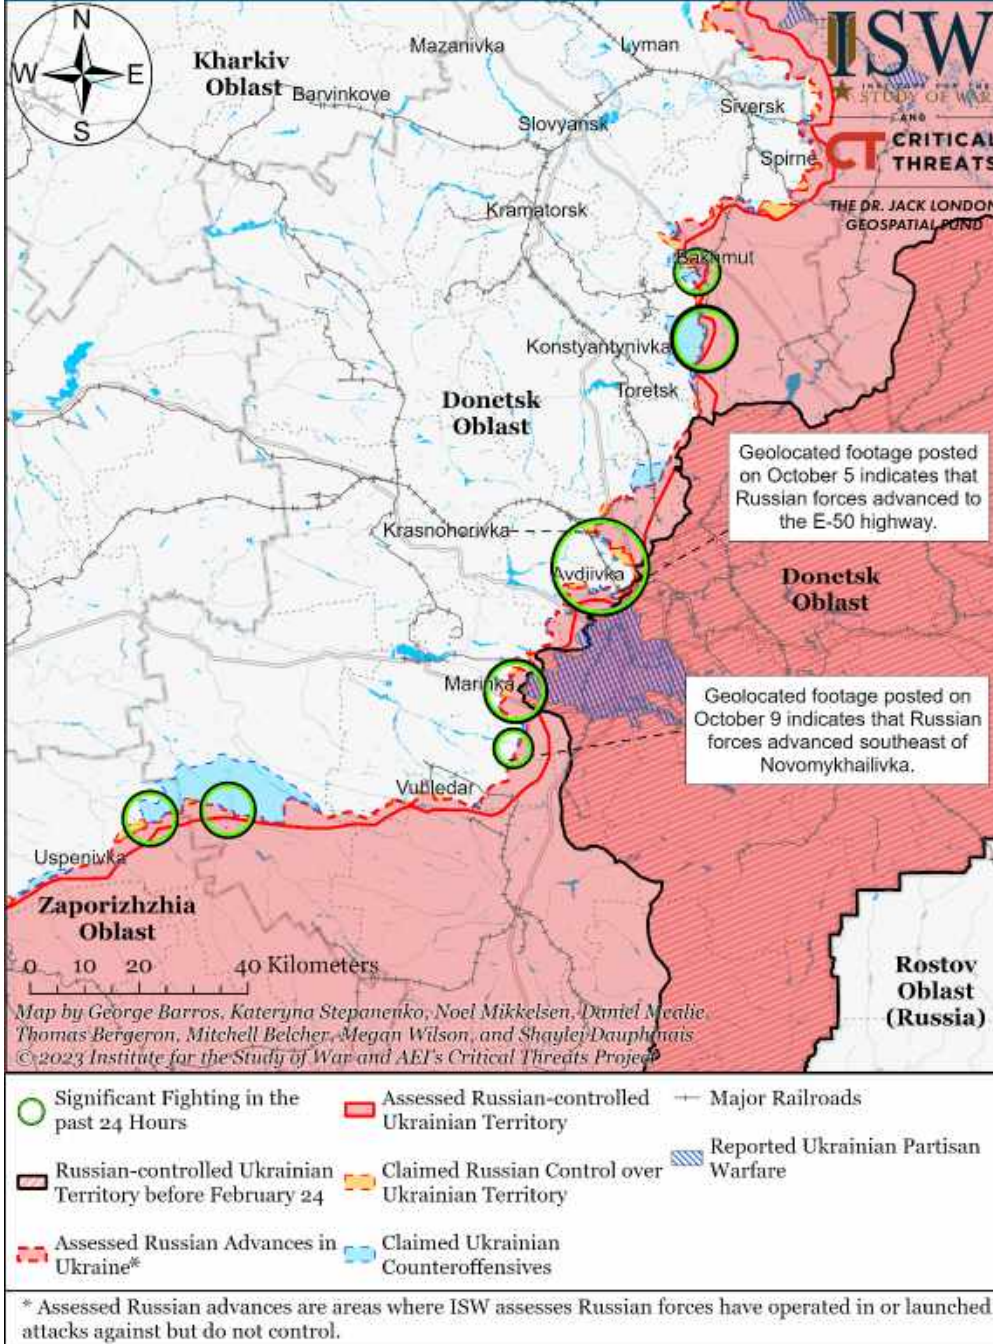 N
W E
S
Kharkiv
Oblast
Mazanivka
Lyman
Barvinkove
Slovyansk
Siversk
Spirne
Kramatorsk
ISW
INSTITUTE FOR THE
STUDY OF WAR
AND
CT CRITICAL
THREATS
THE DR. JACK LONDON
GEOSPATIAL FUND
Bakhmut
Konstyantynivka
Toretsk
Donetsk
Oblast
Geolocated footage posted
on October 5 indicates that
Russian forces advanced to
the E-50 highway.
Krasnohorivka
Avdiivka
Donetsk
Oblast
Marinka
Geolocated footage posted on
October 9 indicates that Russian
forces advanced southeast of
Novomykhailivka.
Vuhledar
Uspenivka
Zaporizhzhia
Oblast
0 10 20 40 Kilometers
Rostov
Oblast
(Russia)
Map by George Barros, Kateryna Stepanenko, Noel Mikkelsen, Daniel Mealie,
Thomas Bergeron, Mitchell Belcher, Megan Wilson, and Shayley Dauphinais
© 2023 Institute for the Study of War and AEI's Critical Threats Project
Significant Fighting in the
past 24 Hours
Russian-controlled Ukrainian
Territory before February 24
Assessed Russian Advances in
Ukraine*
Assessed Russian-controlled
Ukrainian Territory
Claimed Russian Control over
Ukrainian Territory
Claimed Ukrainian
Counteroffensives
Major Railroads
Reported Ukrainian Partisan
Warfare
* Assessed Russian advances are areas where ISW assesses Russian forces have operated in or launched
attacks against but do not control.